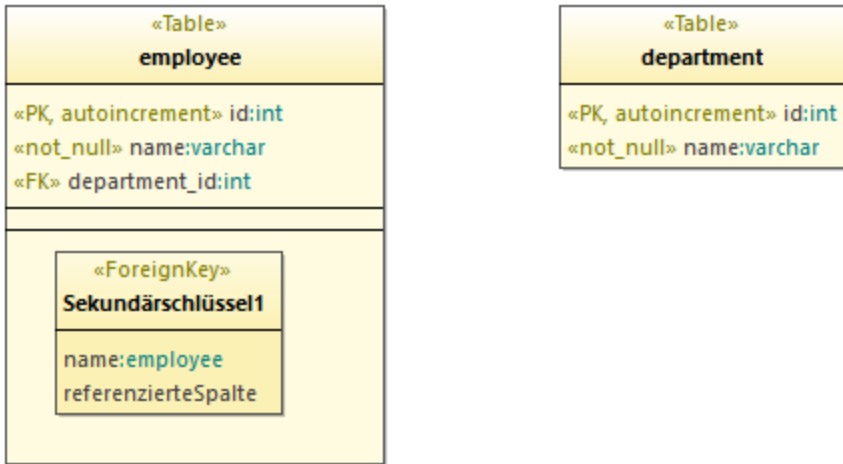 «Table»
employee
«PK, autoincrement» id:int
«not_null» name:varchar
«FK» department_id:int
«ForeignKey»
Sekundärschlüssel1
name:employee
referenzierteSpalte
«Table»
department
«PK, autoincrement» id:int
«not_null» name:varchar